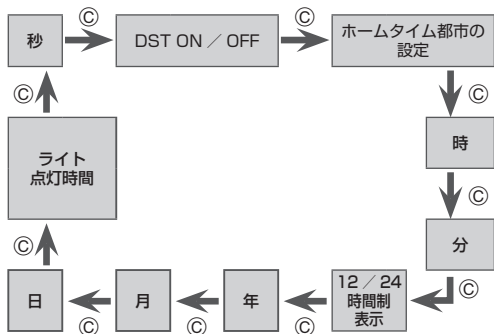 Ⓒ Ⓒ
秒
DST ON ／ OFF
ホームタイム都市の
設定
Ⓒ Ⓒ
ライト
点灯時間
時
Ⓒ
分
Ⓒ Ⓒ
日
月
年
12 ／ 24
時間制
表示
Ⓒ Ⓒ Ⓒ